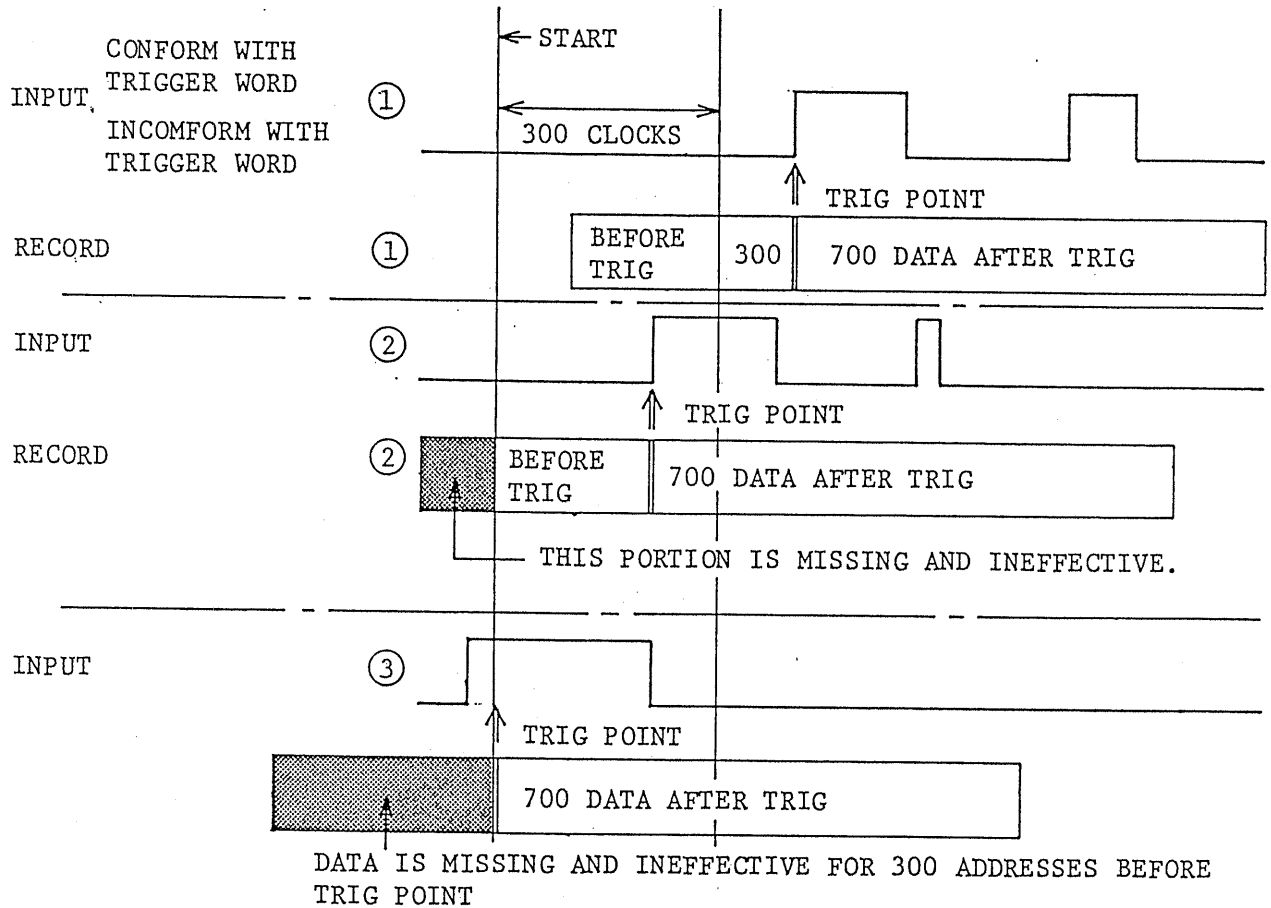 START
CONFORM WITH
TRIGGER WORD
INPUT
①
INCOMFORM WITH
TRIGGER WORD
300 CLOCKS
TRIG POINT
RECORD
①
BEFORE
TRIG
300
700 DATA AFTER TRIG
INPUT
②
TRIG POINT
RECORD
②
BEFORE
TRIG
700 DATA AFTER TRIG
THIS PORTION IS MISSING AND INEFFECTIVE.
INPUT
③
TRIG POINT
700 DATA AFTER TRIG
DATA IS MISSING AND INEFFECTIVE FOR 300 ADDRESSES BEFORE
TRIG POINT